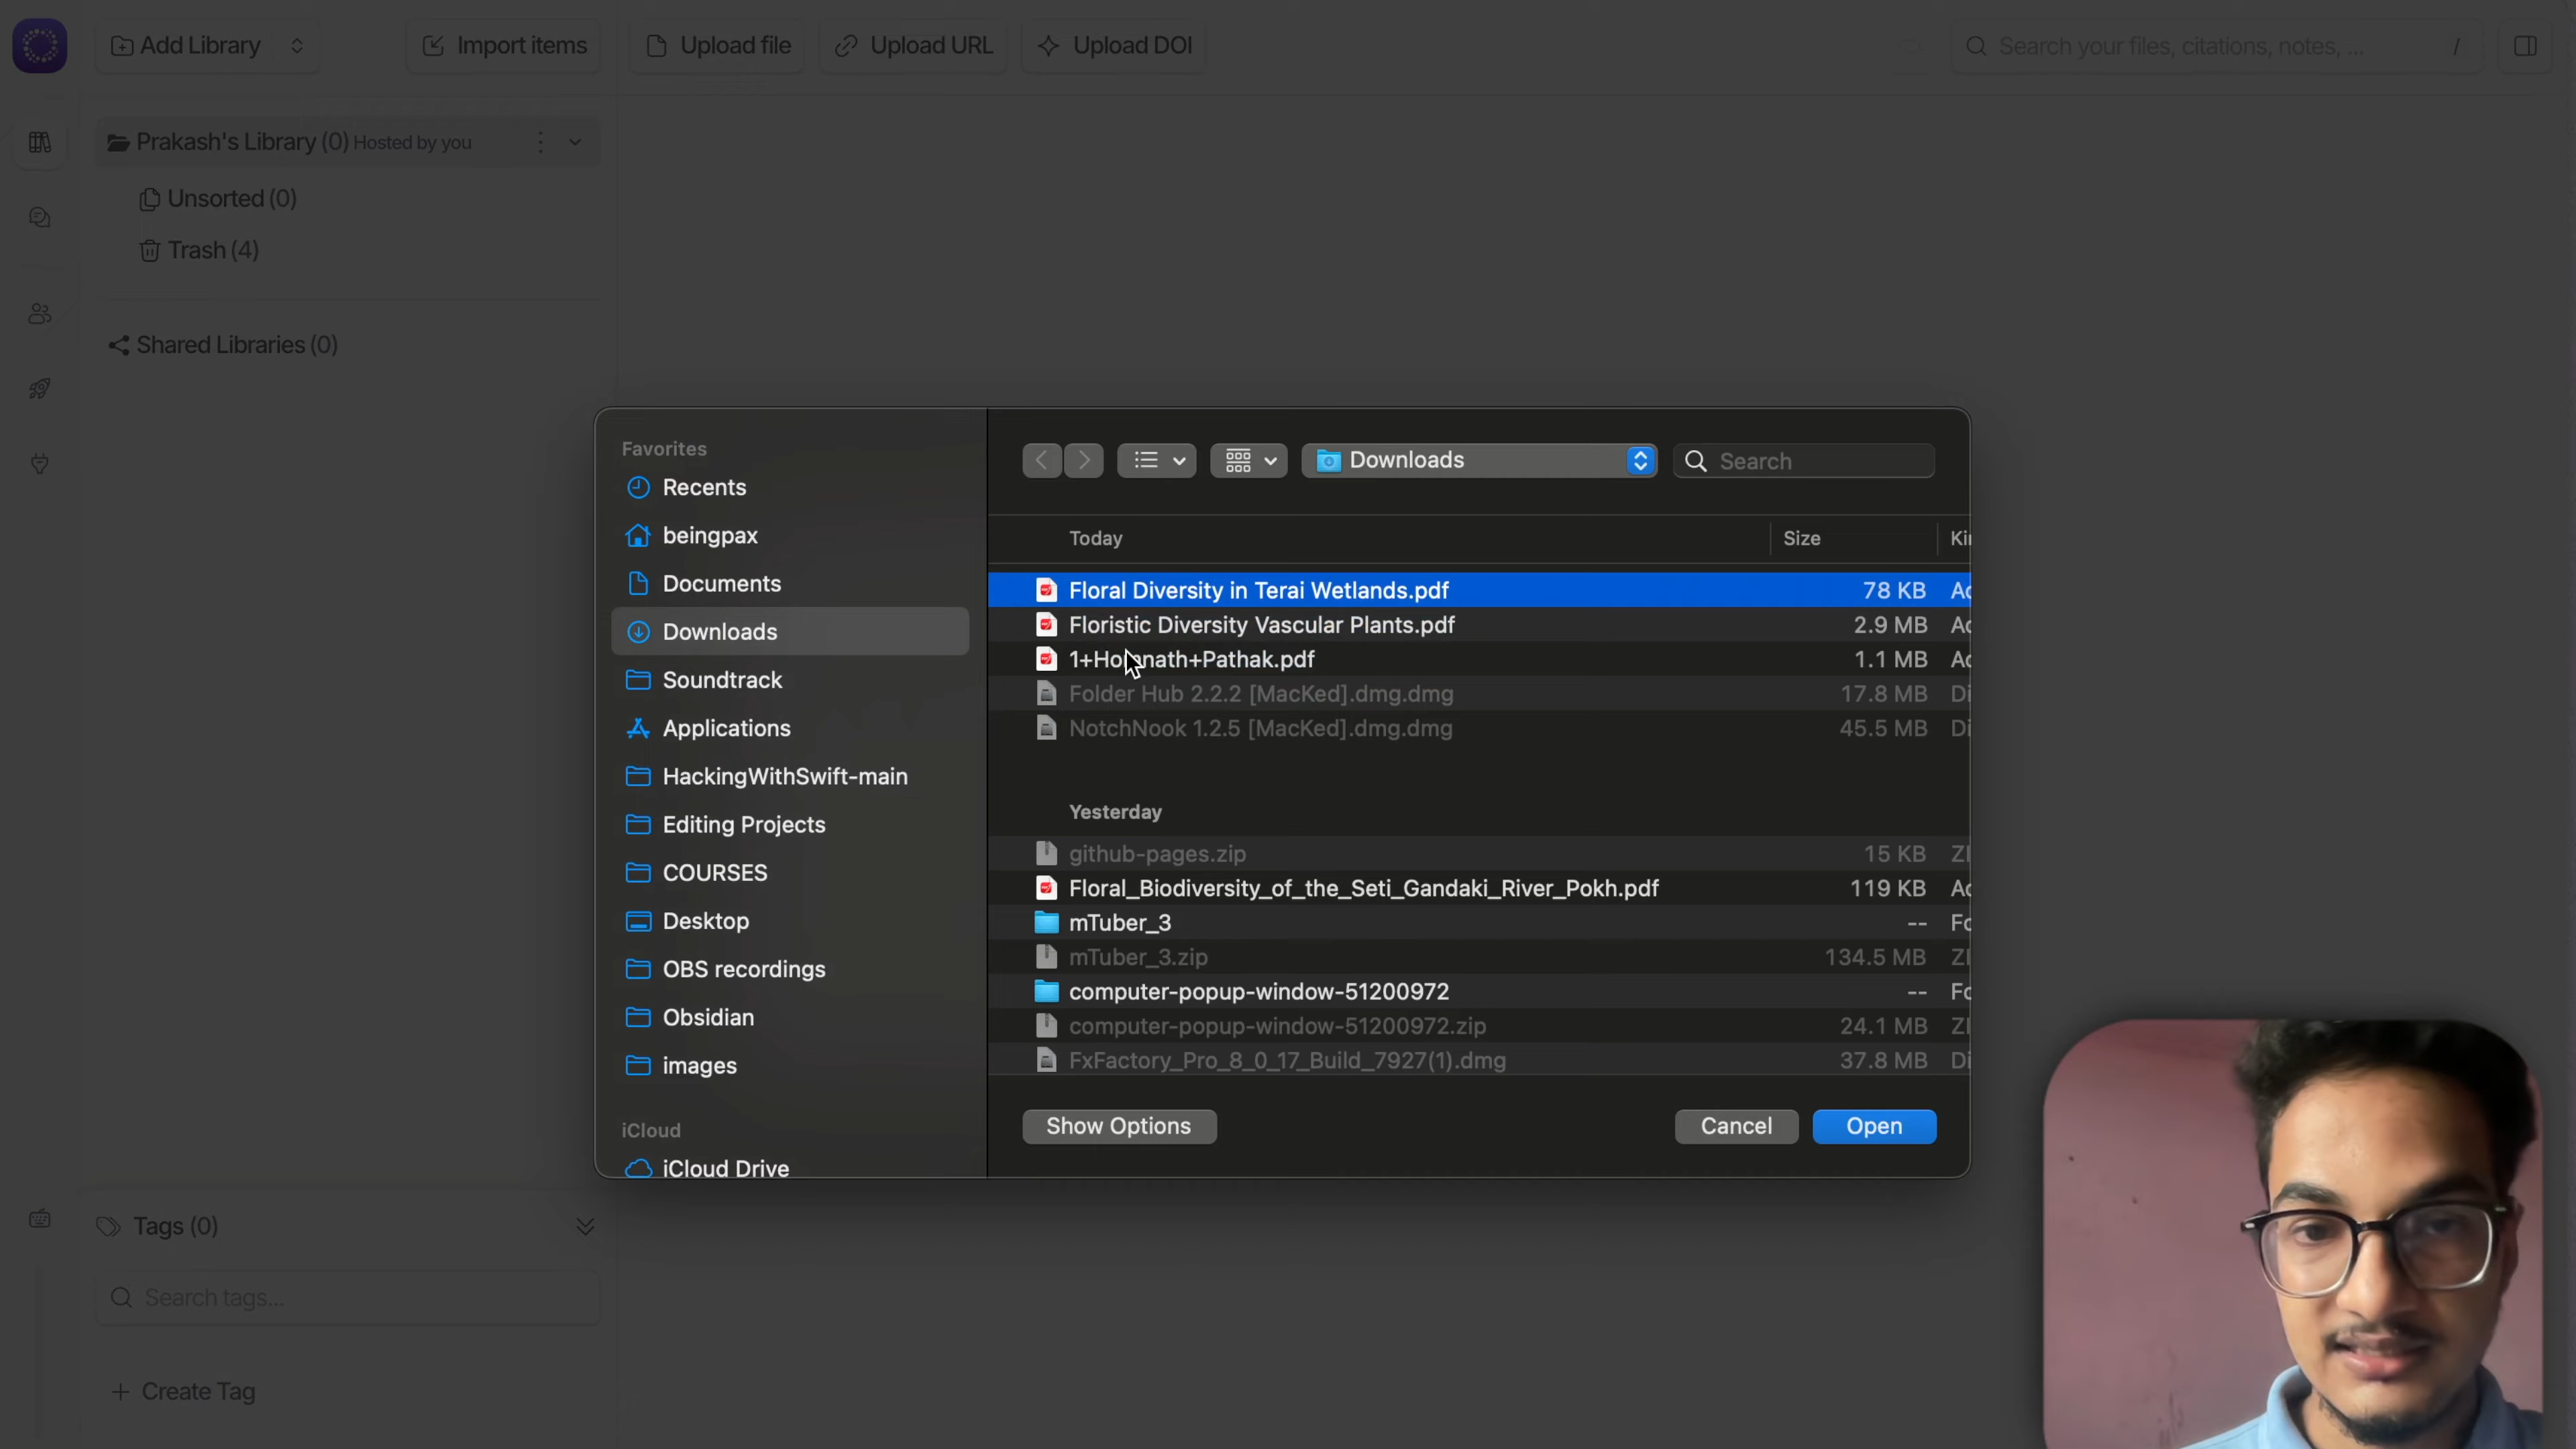 Add Library
Import items
Upload file
Upload URL
Upload DOI
Search your files, citations, notes, ...
/
Prakash's Library (0) Hosted by you
Unsorted (0)
Trash (4)
Shared Libraries (0)
Favorites
Recents
beingpax
Documents
Downloads
Soundtrack
Applications
HackingWithSwift-main
Editing Projects
COURSES
Desktop
OBS recordings
Obsidian
images
iCloud
iCloud Drive
Downloads
Search
Today
Size
Floral Diversity in Terai Wetlands.pdf 78 KB
Floristic Diversity Vascular Plants.pdf 2.9 MB
1.1 MB
Folder Hub 2.2.2 [MacKed].dmg.dmg 17.8 MB
NotchNook 1.2.5 [MacKed].dmg.dmg 45.5 MB
Yesterday
github-pages.zip 15 KB
Floral_Biodiversity_of_the_Seti_Gandaki_River_Pokh.pdf 119 KB
mTuber_3 --
mTuber_3.zip 134.5 MB
computer-popup-window-51200972 --
computer-popup-window-51200972.zip 24.1 MB
FxFactory_Pro_8_0_17_Build_7927(1).dmg 37.8 MB
Show Options
Cancel
Open
Tags (0)
Search tags...
Create Tag